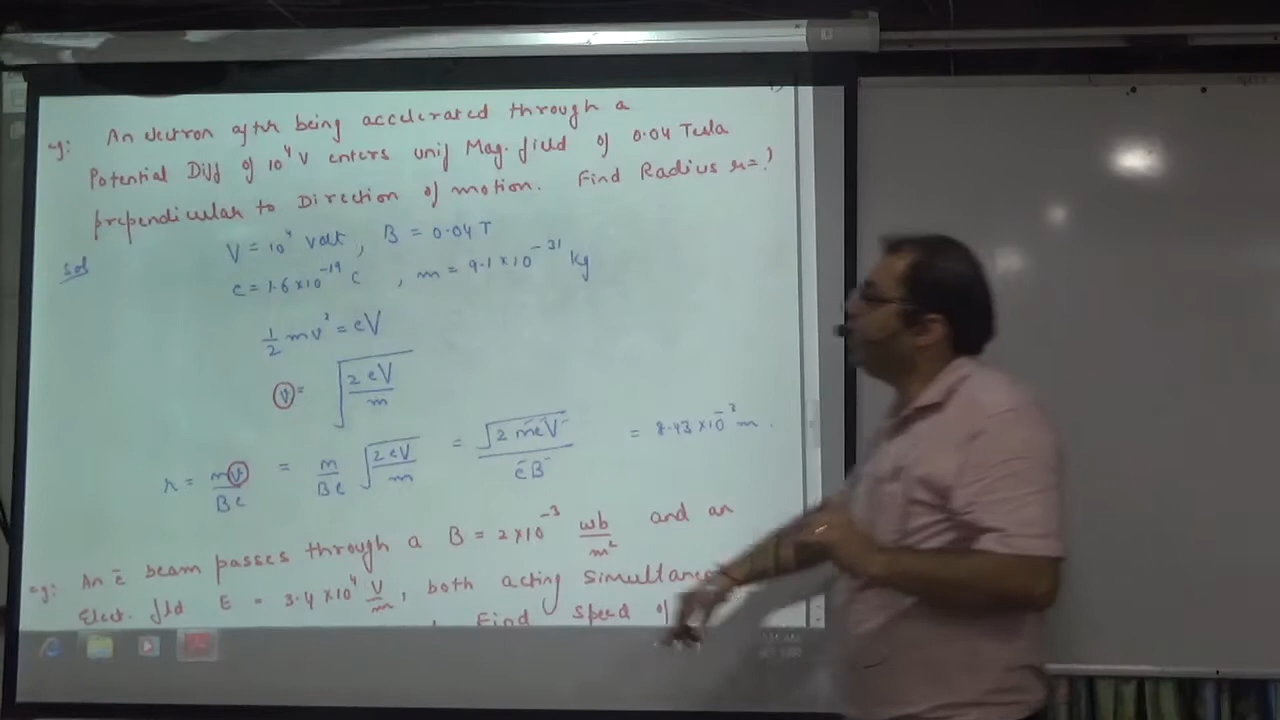 eg: An electron after being accelerated through a
Potential Diff of 10⁴ V enters unif Mag. field of 0.04 Tesla
prependicular to Direction of motion. Find Radius r=?
Sol V = 10⁴ Volt, B = 0.04 T
e = 1.6×10⁻¹⁹ C, m = 9.1×10⁻³¹ kg
½ mv² = eV
v = √(2eV/m)
r = mv/Be = m/Be √(2eV/m) = √(2meV)/eB = 8.43×10⁻³ m.
eg: An ē beam passes through a B = 2×10⁻³ wb/m² and an
Elect. fld E = 3.4×10⁴ V/m, both acting
Find speed of